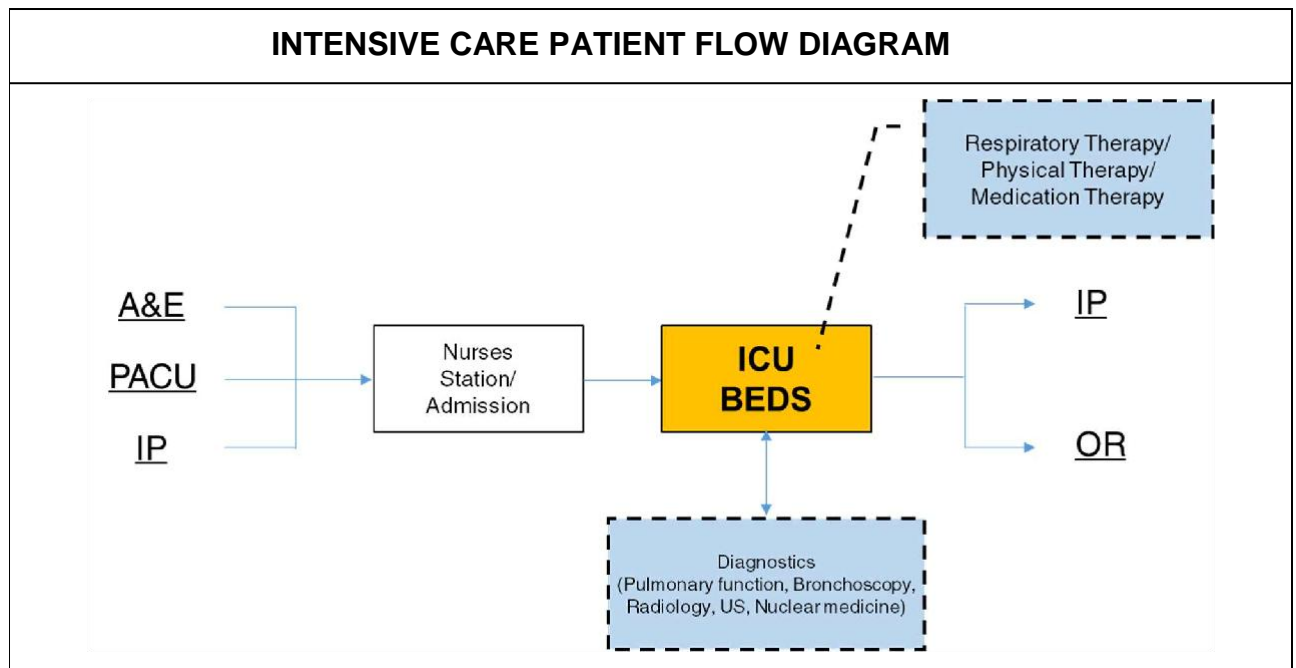 INTENSIVE CARE PATIENT FLOW DIAGRAM
Respiratory Therapy/
Physical Therapy/
Medication Therapy
A&E
PACU
IP
Nurses
Station/
Admission
ICU
BEDS
IP
OR
Diagnostics
(Pulmonary function, Bronchoscopy,
Radiology, US, Nuclear medicine)